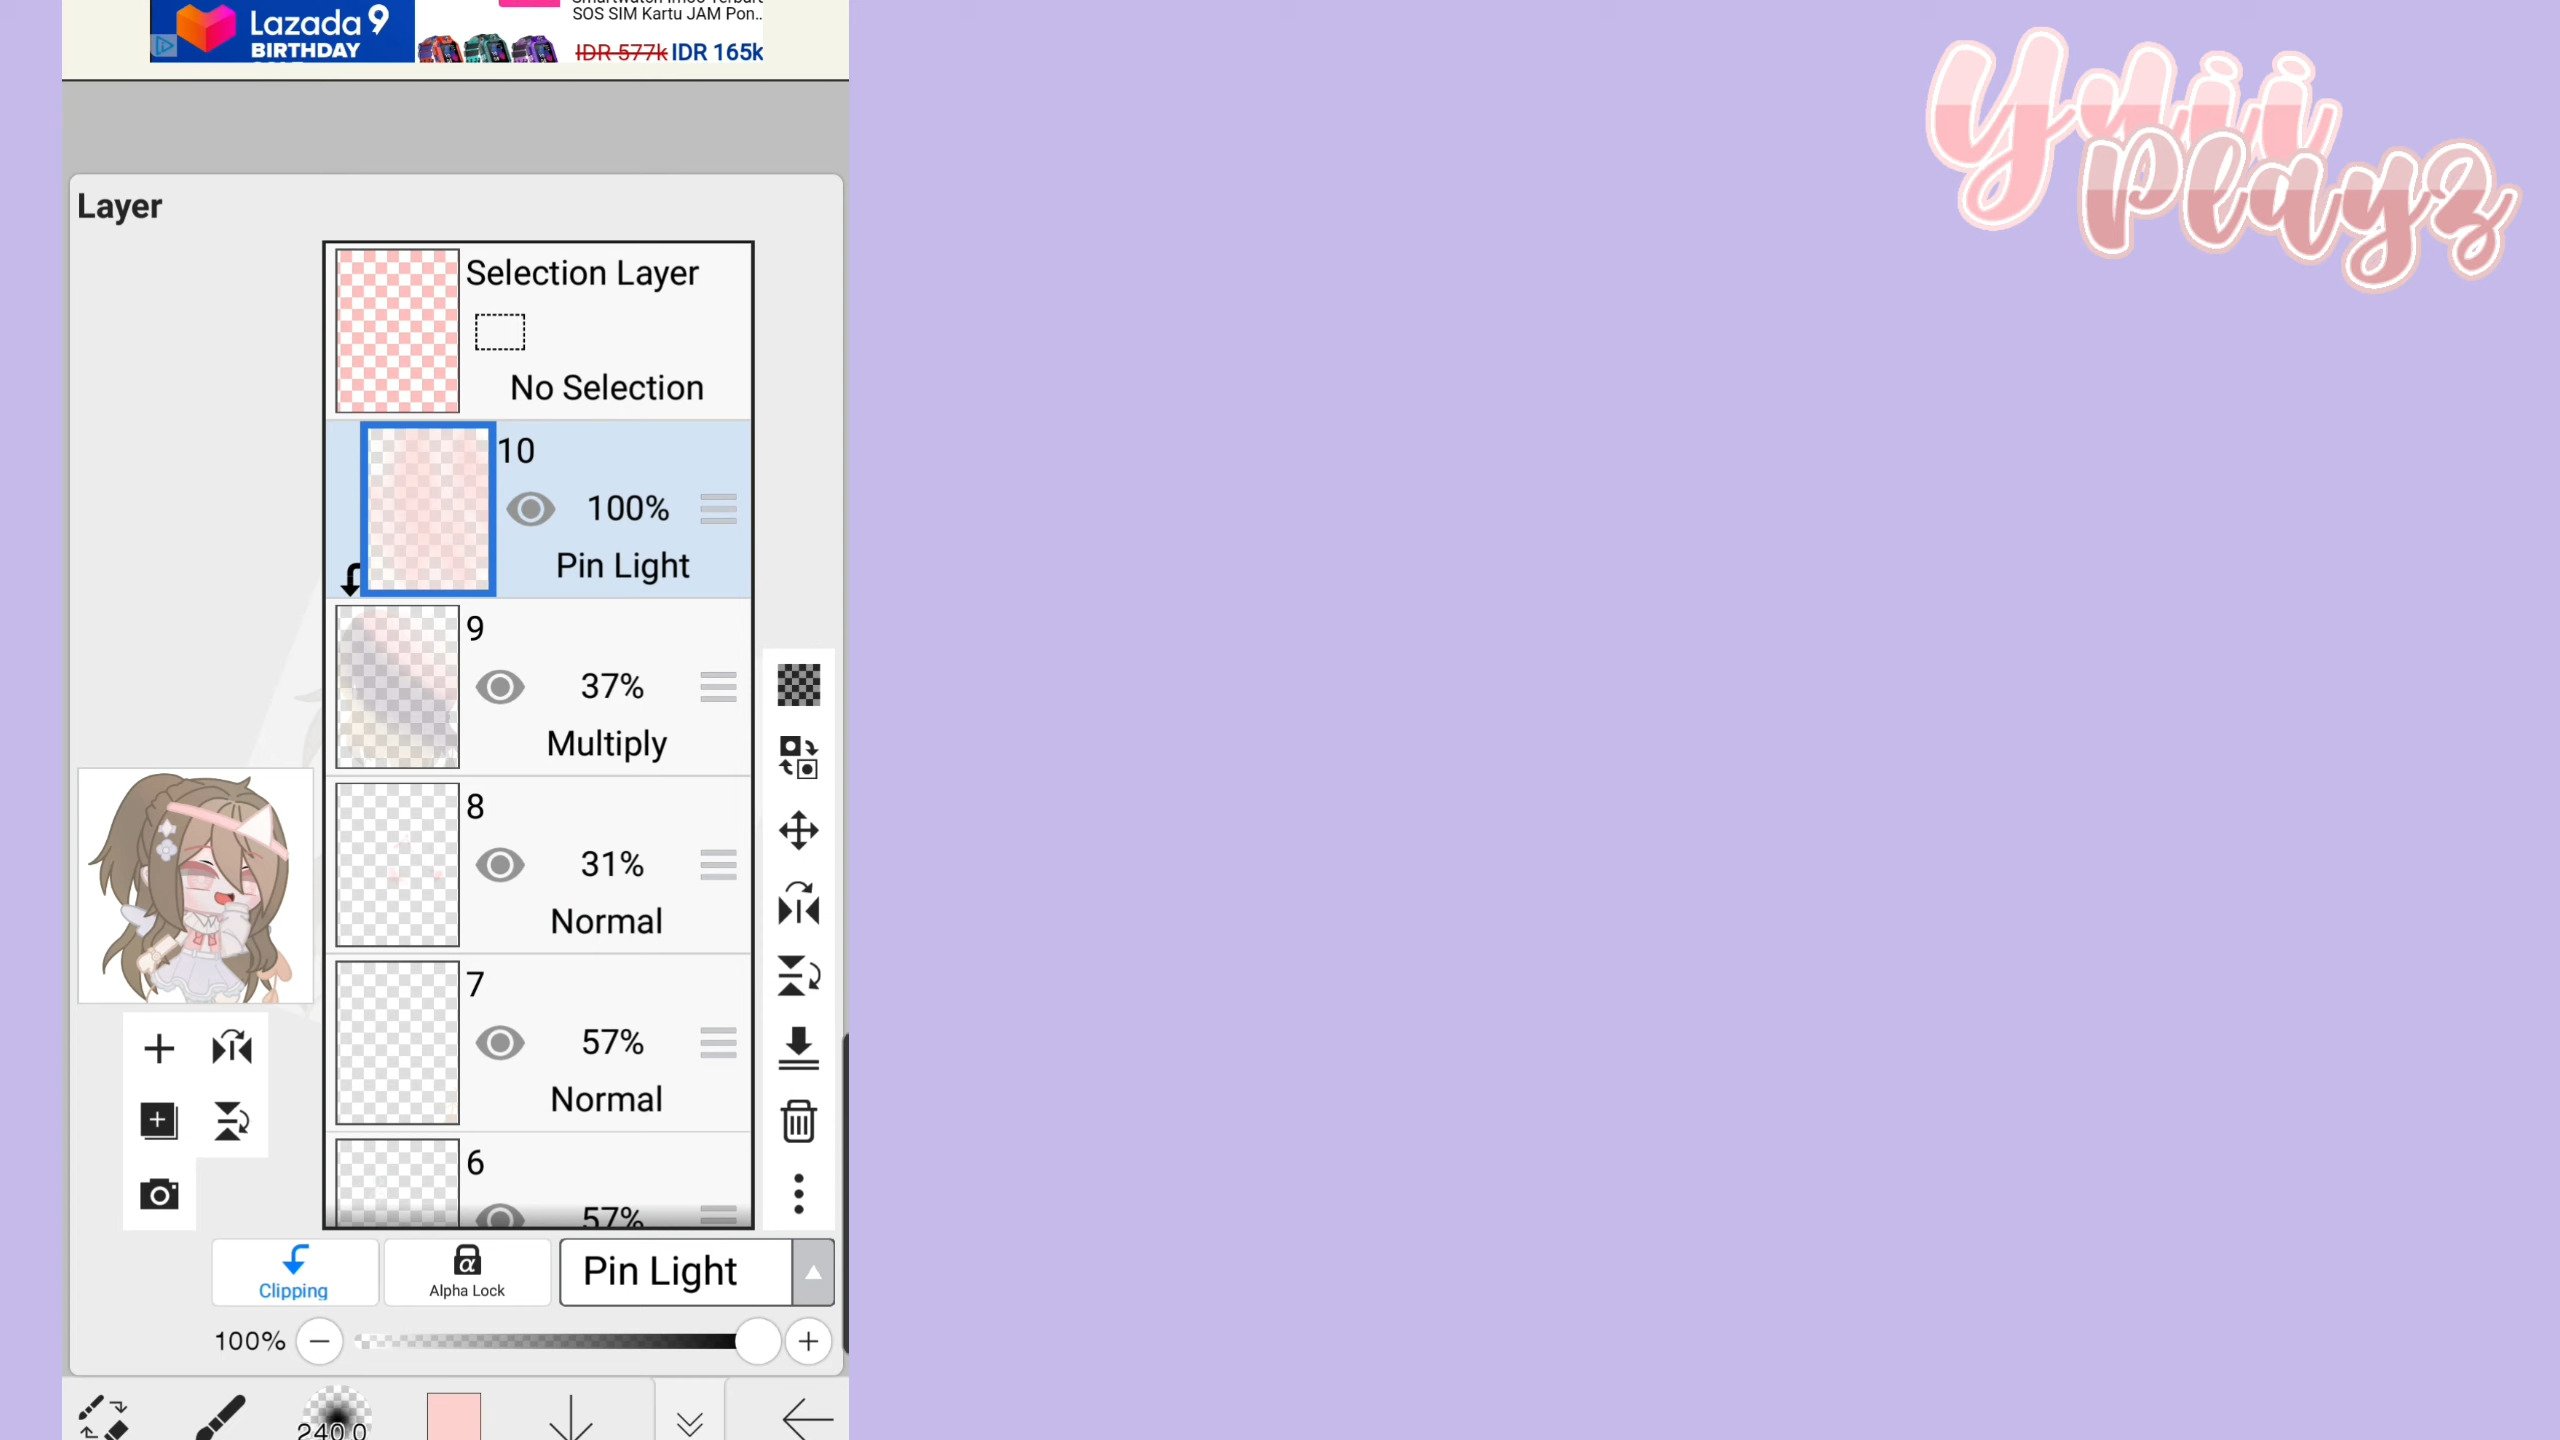 Lazada 9
BIRTHDAY
SOS SIM Kartu JAM Pon..
IDR 577k IDR 165k
Yuii
Playz
Layer
Selection Layer
No Selection
10
100%
Pin Light
9
37%
Multiply
8
31%
Normal
7
57%
Normal
6
57%
Clipping
Alpha Lock
Pin Light
100%
240.0